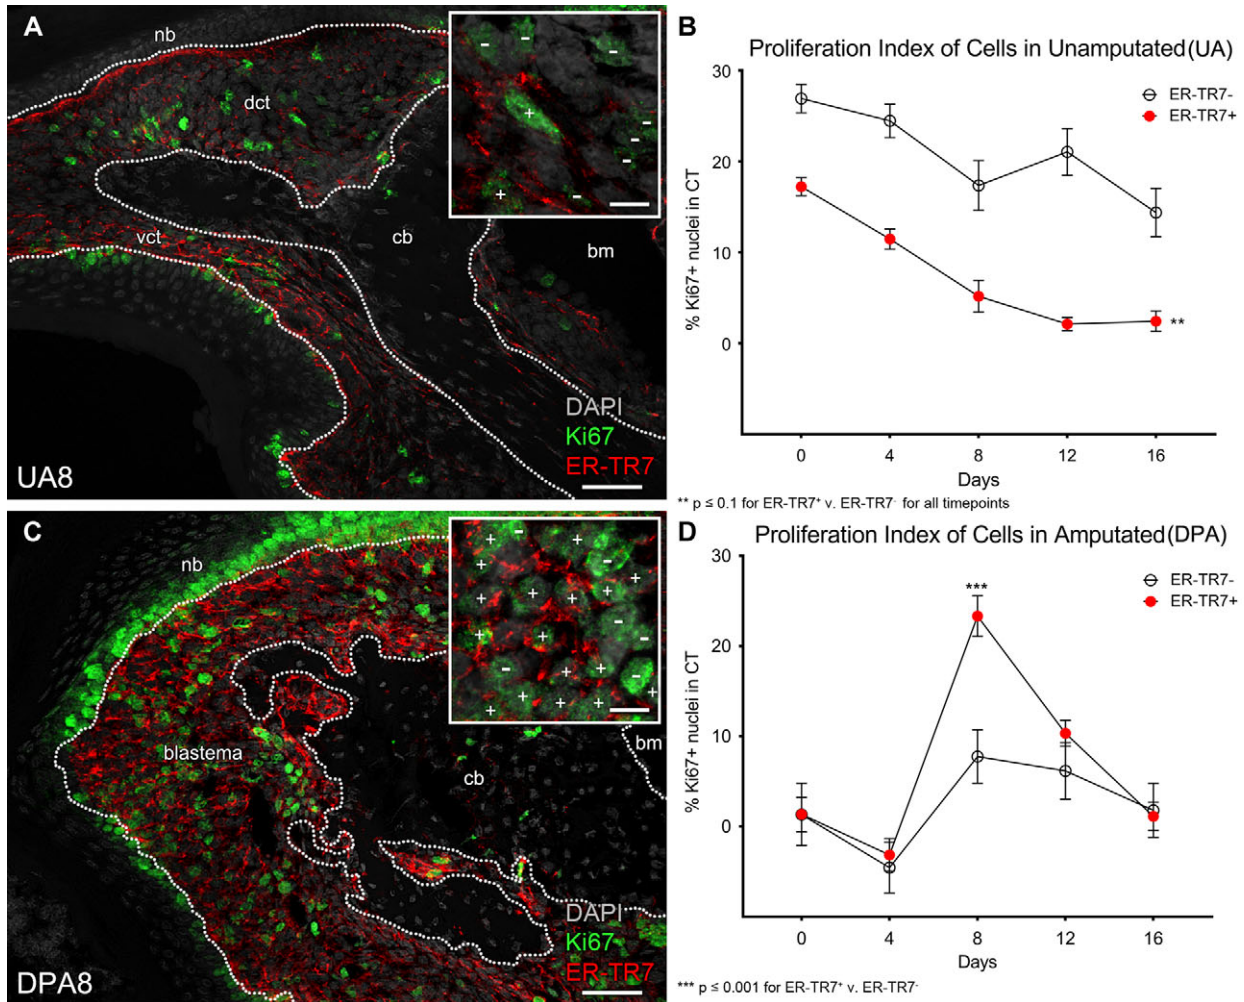 A
nb
dct
vct
cb
bm
DAPI
Ki67
ER-TR7
UA8
+
+
-
-
-
-
-
-
-
B
Proliferation Index of Cells in Unamputated (UA)
30
20
10
0
% Ki67+ nuclei in CT
ER-TR7-
ER-TR7+
**
0 4 8 12 16
Days
** p ≤ 0.1 for ER-TR7⁺ v. ER-TR7⁻ for all timepoints
C
nb
blastema
cb
bm
DAPI
Ki67
ER-TR7
DPA8
D
Proliferation Index of Cells in Amputated (DPA)
30
20
10
0
% Ki67+ nuclei in CT
ER-TR7-
ER-TR7+
***
0 4 8 12 16
Days
*** p ≤ 0.001 for ER-TR7⁺ v. ER-TR7⁻